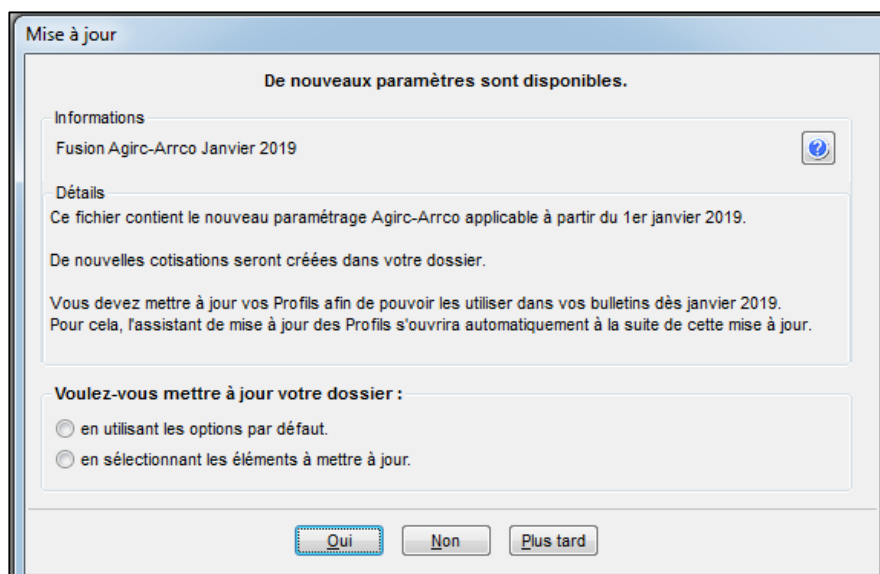 Mise à jour
De nouveaux paramètres sont disponibles.
Informations
Fusion Agirc-Arrco Janvier 2019
Détails
Ce fichier contient le nouveau paramétrage Agirc-Arrco applicable à partir du 1er janvier 2019.
De nouvelles cotisations seront créées dans votre dossier.
Vous devez mettre à jour vos Profils afin de pouvoir les utiliser dans vos bulletins dès janvier 2019.
Pour cela, l'assistant de mise à jour des Profils s'ouvrira automatiquement à la suite de cette mise à jour.
Voulez-vous mettre à jour votre dossier :
en utilisant les options par défaut.
en sélectionnant les éléments à mettre à jour.
Oui Non Plus tard